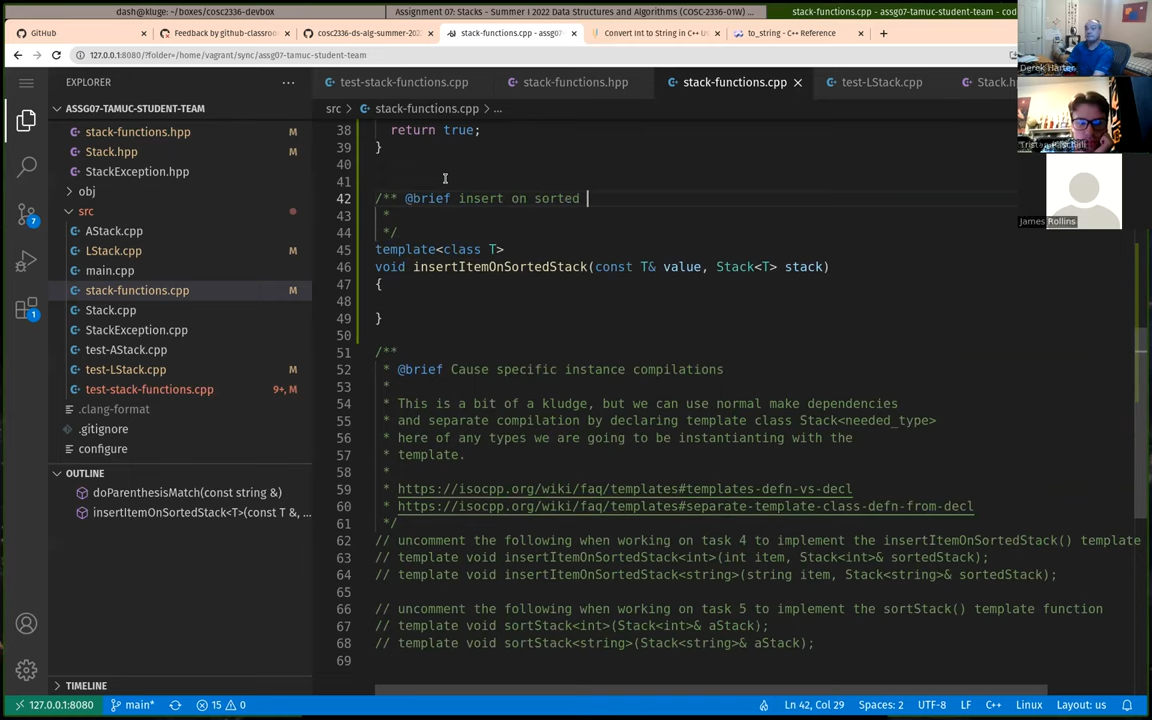 dash@kluge: ~/boxes/cosc2336-devbox
Assignment 07: Stacks - Summer I 2022 Data Structures and Algorithms (COSC-2336-01W)
stack-functions.cpp - assg07-tamuc-student-team - cod
GitHub
Feedback by github-classroo
cosc2336-ds-alg-summer-202
stack-functions.cpp - assg07
Convert Int to String in C++ Us
to_string - C++ Reference
127.0.0.1:8080/?folder=/home/vagrant/sync/assg07-tamuc-student-team
EXPLORER
test-stack-functions.cpp
stack-functions.hpp
stack-functions.cpp
test-LStack.cpp
Stack.h
ASSG07-TAMUC-STUDENT-TEAM
src > stack-functions.cpp > ...
stack-functions.hpp M
Stack.hpp M
StackException.hpp
obj
src
AStack.cpp
LStack.cpp M
main.cpp
stack-functions.cpp M
Stack.cpp
StackException.cpp
test-AStack.cpp
test-LStack.cpp M
test-stack-functions.cpp 9+, M
.clang-format
.gitignore
configure
OUTLINE
doParenthesisMatch(const string &)
insertItemOnSortedStack<T>(const T &, ...
TIMELINE
7
1
38 return true;
39 }
40
41
42 /** @brief insert on sorted
43 *
44 */
45 template<class T>
46 void insertItemOnSortedStack(const T& value, Stack<T> stack)
47 {
48
49 }
50
51 /**
52 * @brief Cause specific instance compilations
53 *
54 * This is a bit of a kludge, but we can use normal make dependencies
55 * and separate compilation by declaring template class Stack<needed_type>
56 * here of any types we are going to be instantianting with the
57 * template.
58 *
59 * https://isocpp.org/wiki/faq/templates#templates-defn-vs-decl
60 * https://isocpp.org/wiki/faq/templates#separate-template-class-defn-from-decl
61 */
62 // uncomment the following when working on task 4 to implement the insertItemOnSortedStack() template
63 // template void insertItemOnSortedStack<int>(int item, Stack<int>& sortedStack);
64 // template void insertItemOnSortedStack<string>(string item, Stack<string>& sortedStack);
65
66 // uncomment the following when working on task 5 to implement the sortStack() template function
67 // template void sortStack<int>(Stack<int>& aStack);
68 // template void sortStack<string>(Stack<string>& aStack);
69
Derek Harter
James Rollins
127.0.0.1:8080
main*
15
0
Ln 42, Col 29
Spaces: 2
UTF-8
LF
C++
Linux
Layout: us